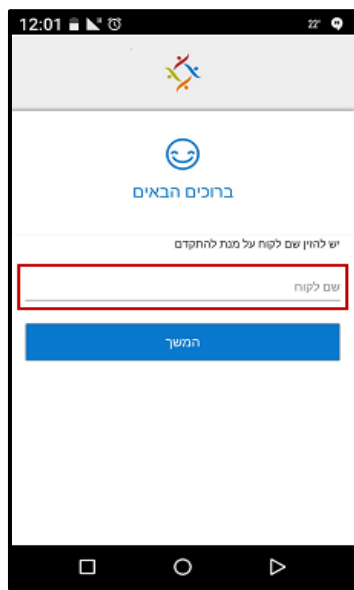 12:01
22°
ברוכים הבאים
יש להזין שם לקוח על מנת להתקדם
שם לקוח
המשך